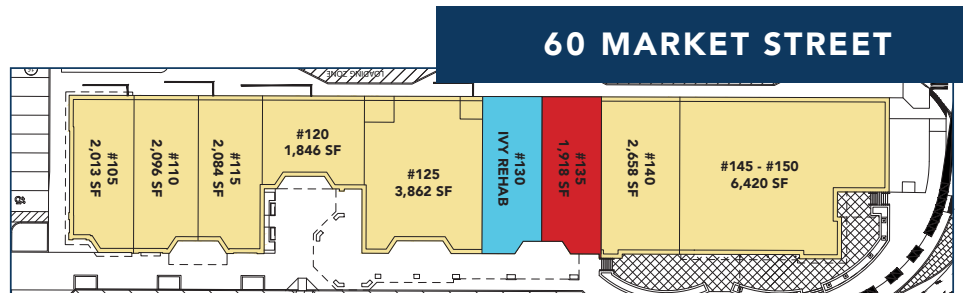 60 MARKET STREET
LOADING ZONE
#105
2,013 SF
#110
2,096 SF
#115
2,084 SF
#120
1,846 SF
#125
3,862 SF
#130
IVY REHAB
#135
1,918 SF
#140
2,658 SF
#145 - #150
6,420 SF